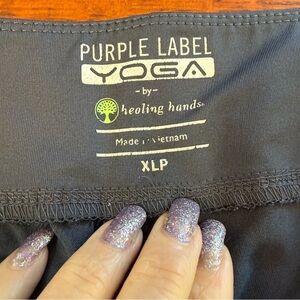 PURPLE LABEL
YOGA
- by -
healing hands
Made in Vietnam
XLP